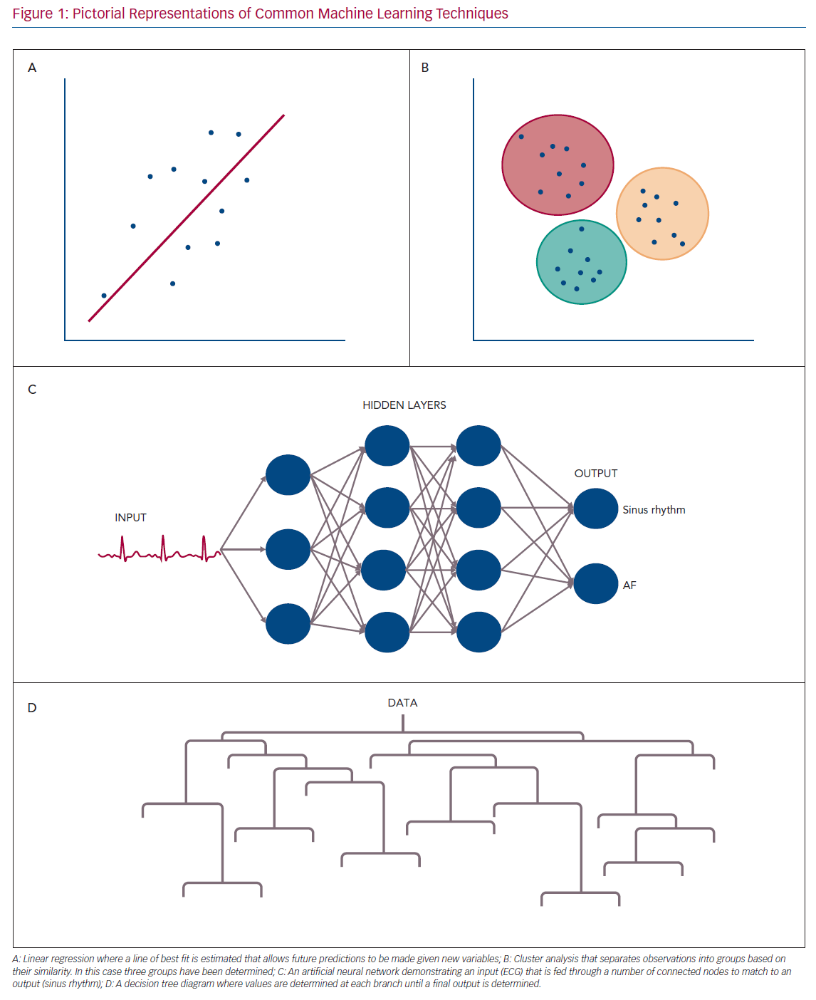 Figure 1: Pictorial Representations of Common Machine Learning Techniques
A
B
C
HIDDEN LAYERS
OUTPUT
Sinus rhythm
INPUT
AF
D
DATA
A: Linear regression where a line of best fit is estimated that allows future predictions to be made given new variables; B: Cluster analysis that separates observations into groups based on
their similarity. In this case three groups have been determined; C: An artificial neural network demonstrating an input (ECG) that is fed through a number of connected nodes to match to an
output (sinus rhythm); D: A decision tree diagram where values are determined at each branch until a final output is determined.